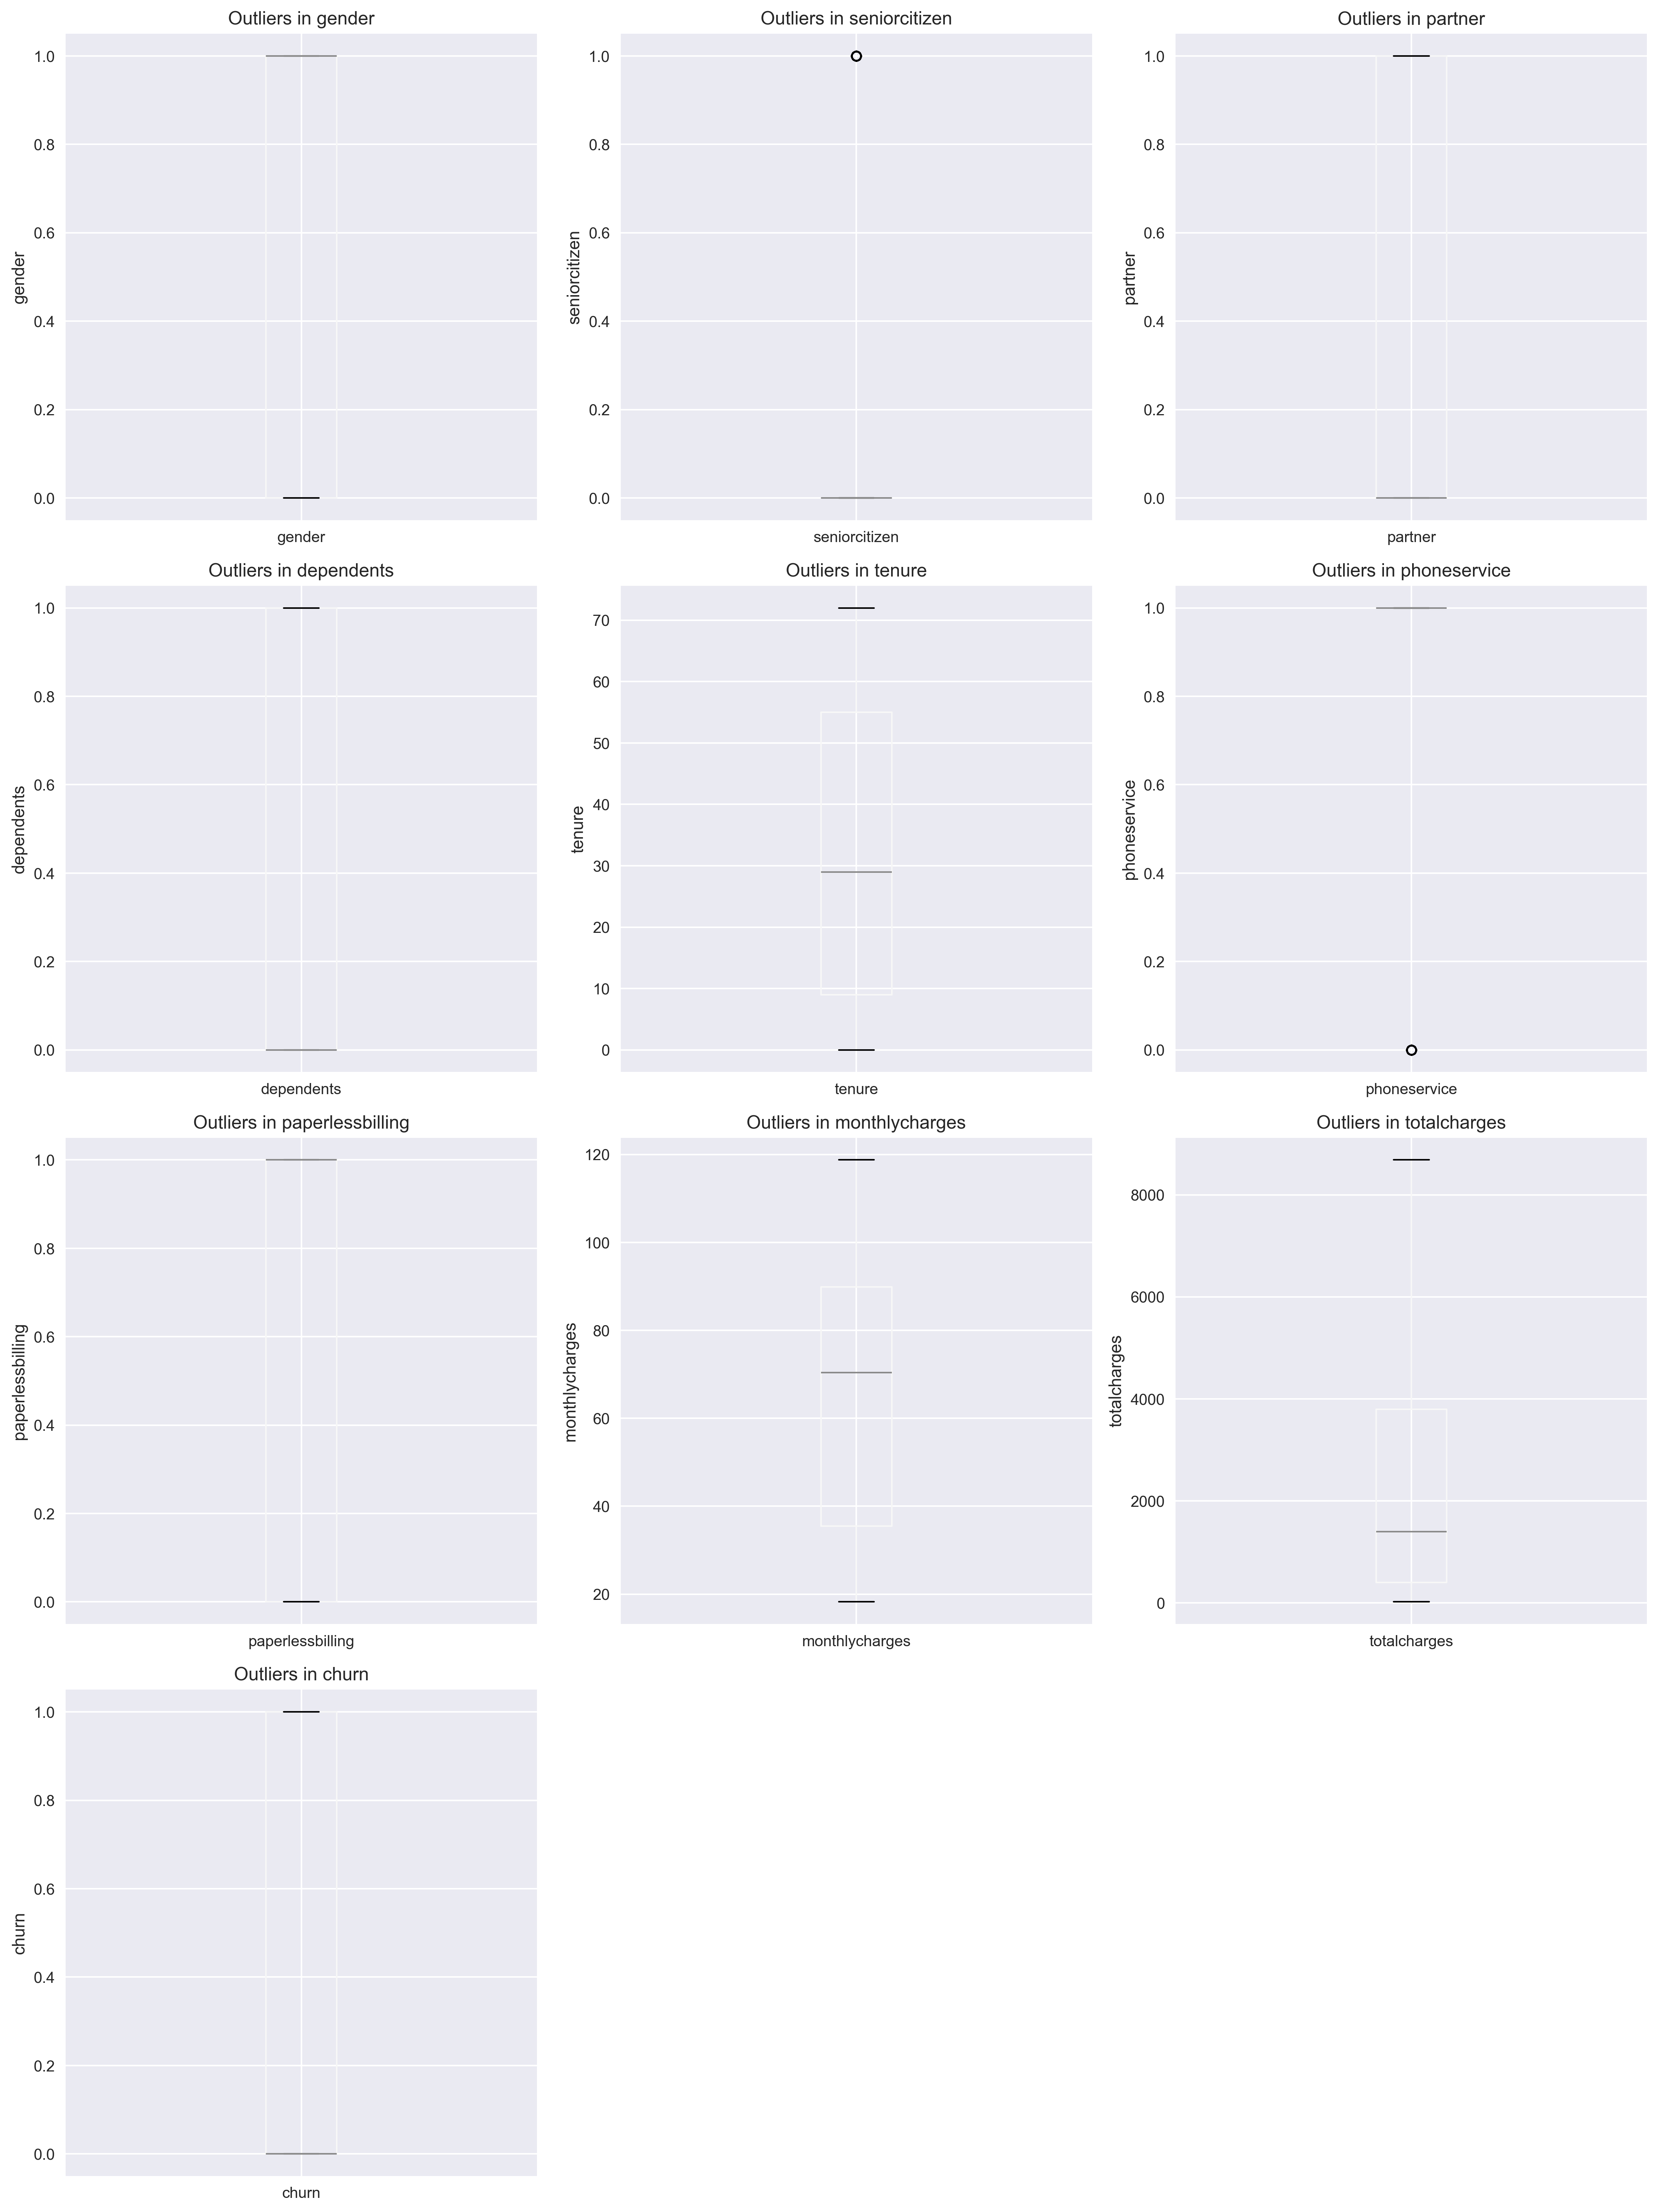 Outliers in gender
1.0
0.8
0.6
0.4
0.2
0.0
gender
gender
Outliers in seniorcitizen
1.0
0.8
0.6
0.4
0.2
0.0
seniorcitizen
seniorcitizen
Outliers in partner
1.0
0.8
0.6
0.4
0.2
0.0
partner
partner
Outliers in dependents
1.0
0.8
0.6
0.4
0.2
0.0
dependents
dependents
Outliers in tenure
70
60
50
40
30
20
10
0
tenure
tenure
Outliers in phoneservice
1.0
0.8
0.6
0.4
0.2
0.0
phoneservice
phoneservice
Outliers in paperlessbilling
1.0
0.8
0.6
0.4
0.2
0.0
paperlessbilling
paperlessbilling
Outliers in monthlycharges
120
100
80
60
40
20
monthlycharges
monthlycharges
Outliers in totalcharges
8000
6000
4000
2000
0
totalcharges
totalcharges
Outliers in churn
1.0
0.8
0.6
0.4
0.2
0.0
churn
churn